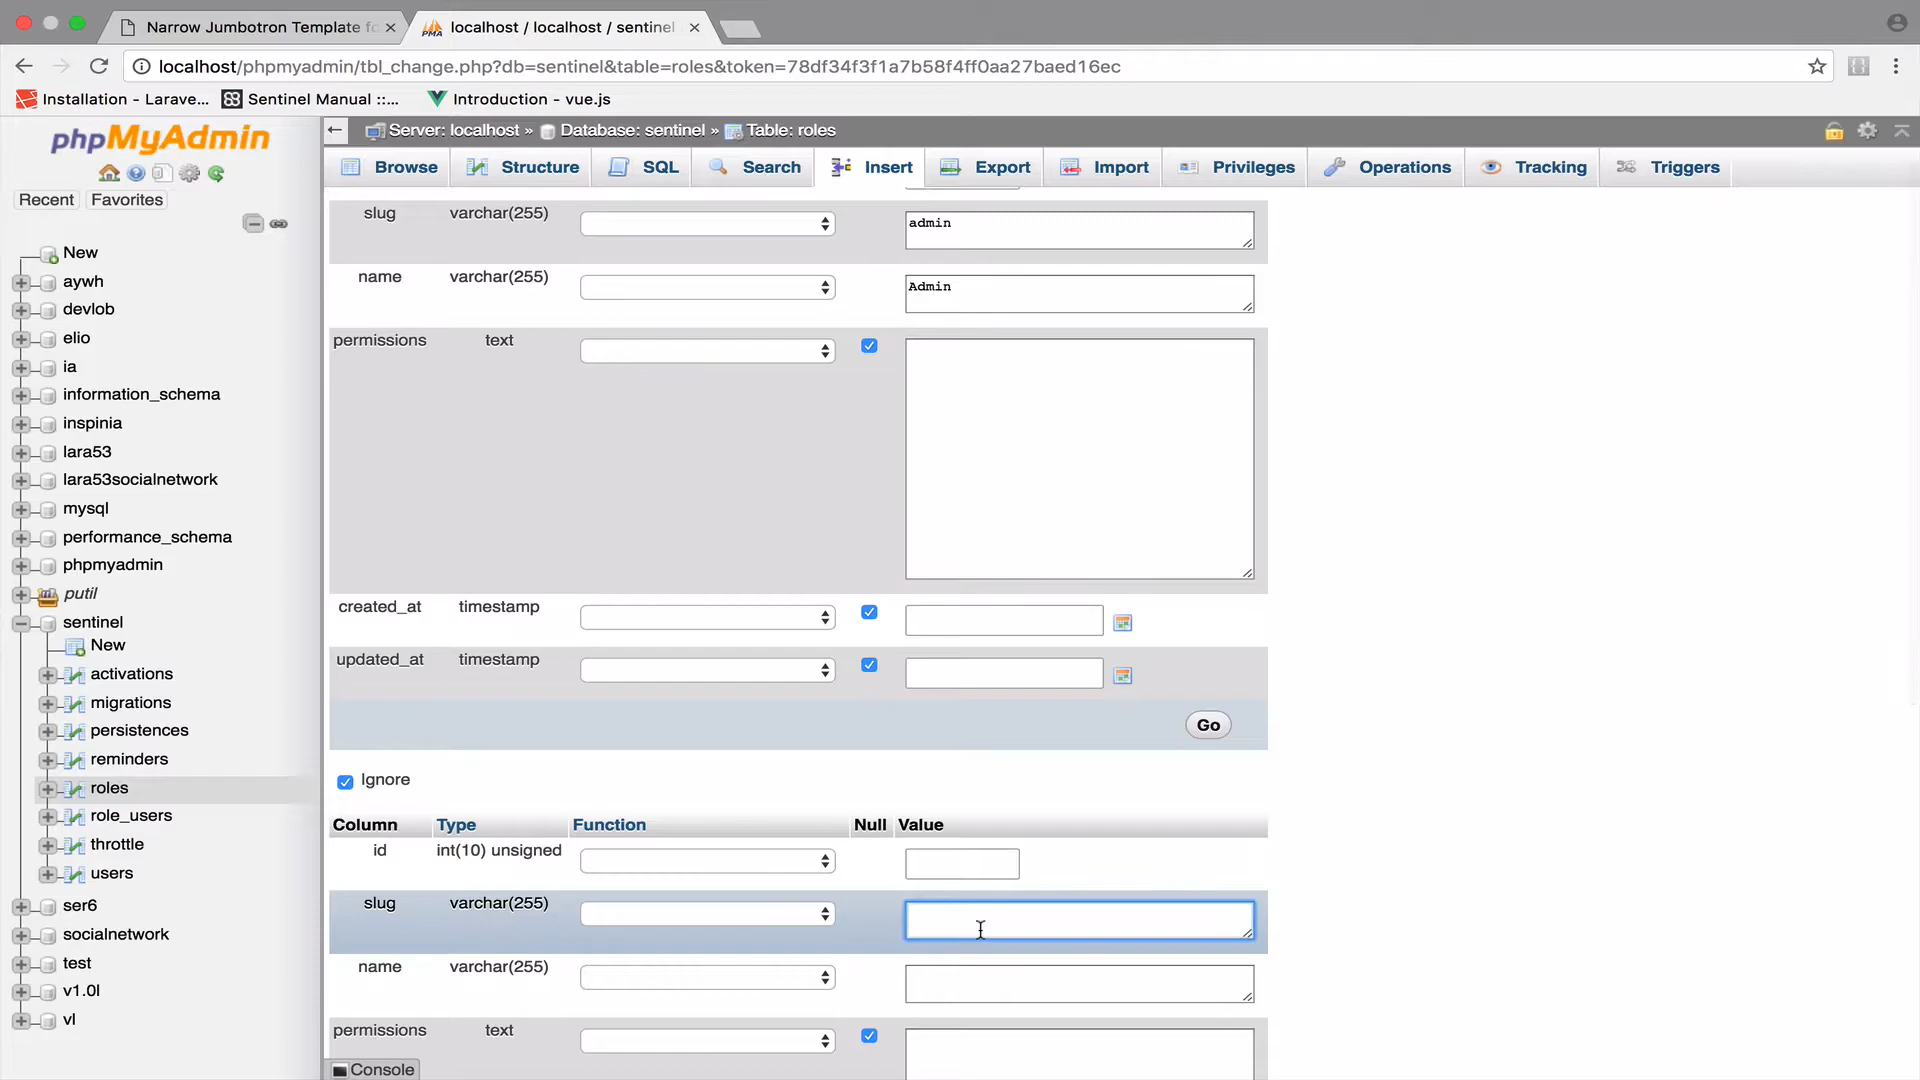 Narrow Jumbotron Template fo
localhost / localhost / sentinel
localhost/phpmyadmin/tbl_change.php?db=sentinel&table=roles&token=78df34f3f1a7b58f4ff0aa27baed16ec
Installation - Larave...
Sentinel Manual ::...
Introduction - vue.js
phpMyAdmin
Recent
Favorites
New
aywh
devlob
elio
ia
information_schema
inspinia
lara53
lara53socialnetwork
mysql
performance_schema
phpmyadmin
putil
sentinel
New
activations
migrations
persistences
reminders
roles
role_users
throttle
users
ser6
socialnetwork
test
v1.0l
vl
Server: localhost » Database: sentinel » Table: roles
Browse
Structure
SQL
Search
Insert
Export
Import
Privileges
Operations
Tracking
Triggers
slug varchar(255) admin
name varchar(255) Admin
permissions text
created_at timestamp
updated_at timestamp
Go
Ignore
Column Type Function Null Value
id int(10) unsigned
slug varchar(255)
name varchar(255)
permissions text
Console